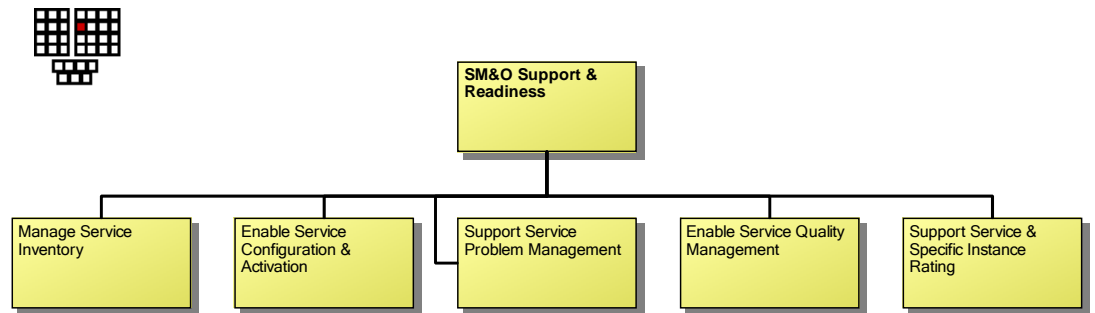 SM&O Support &
Readiness
Manage Service
Inventory
Enable Service
Configuration &
Activation
Support Service
Problem Management
Enable Service Quality
Management
Support Service &
Specific Instance
Rating